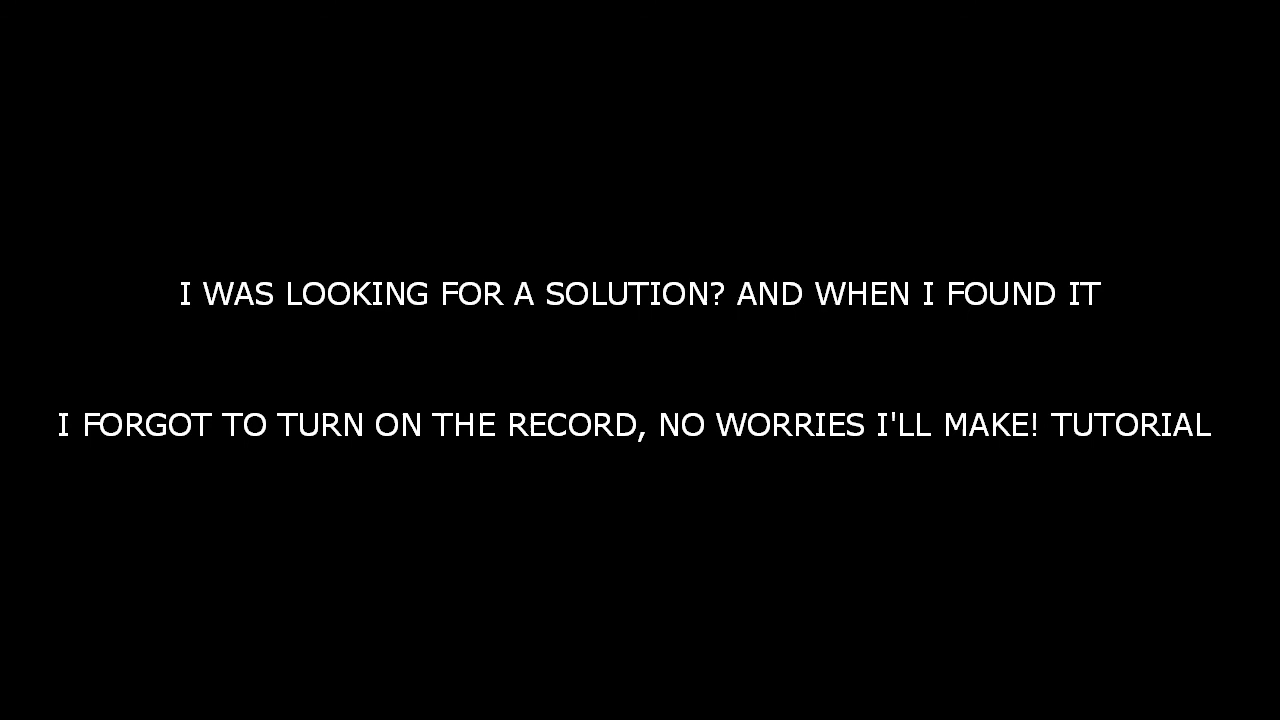 I WAS LOOKING FOR A SOLUTION? AND WHEN I FOUND IT
I FORGOT TO TURN ON THE RECORD, NO WORRIES I'LL MAKE! TUTORIAL